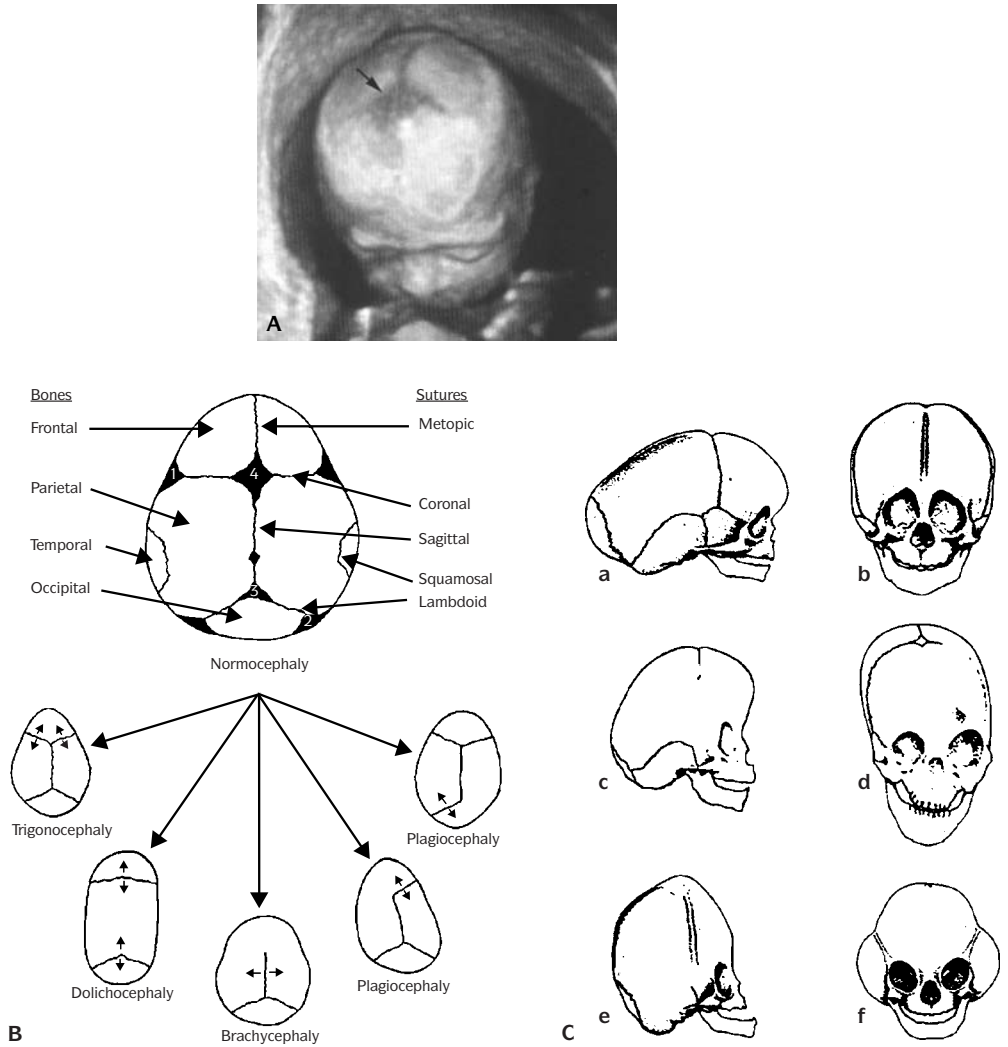 A
Bones
Sutures
Frontal
Metopic
1
4
Parietal
Coronal
Sagittal
Temporal
Squamosal
Occipital
Lambdoid
3
2
Normocephaly
Trigonocephaly
Plagiocephaly
Dolichocephaly
Plagiocephaly
Brachycephaly
B
a
b
c
d
e
f
C